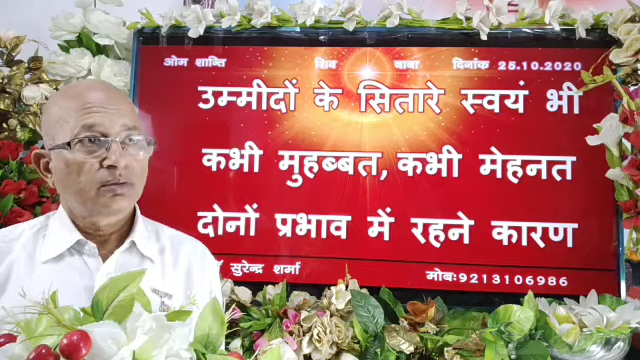 ओम शान्ति शिव बाबा दिनांक 25.10.2020
उम्मीदों के सितारे स्वयं भी
कभी मुहब्बत, कभी मेहनत
दोनों प्रभाव में रहने कारण
सुरेन्द्र शर्मा मोबः9213106986